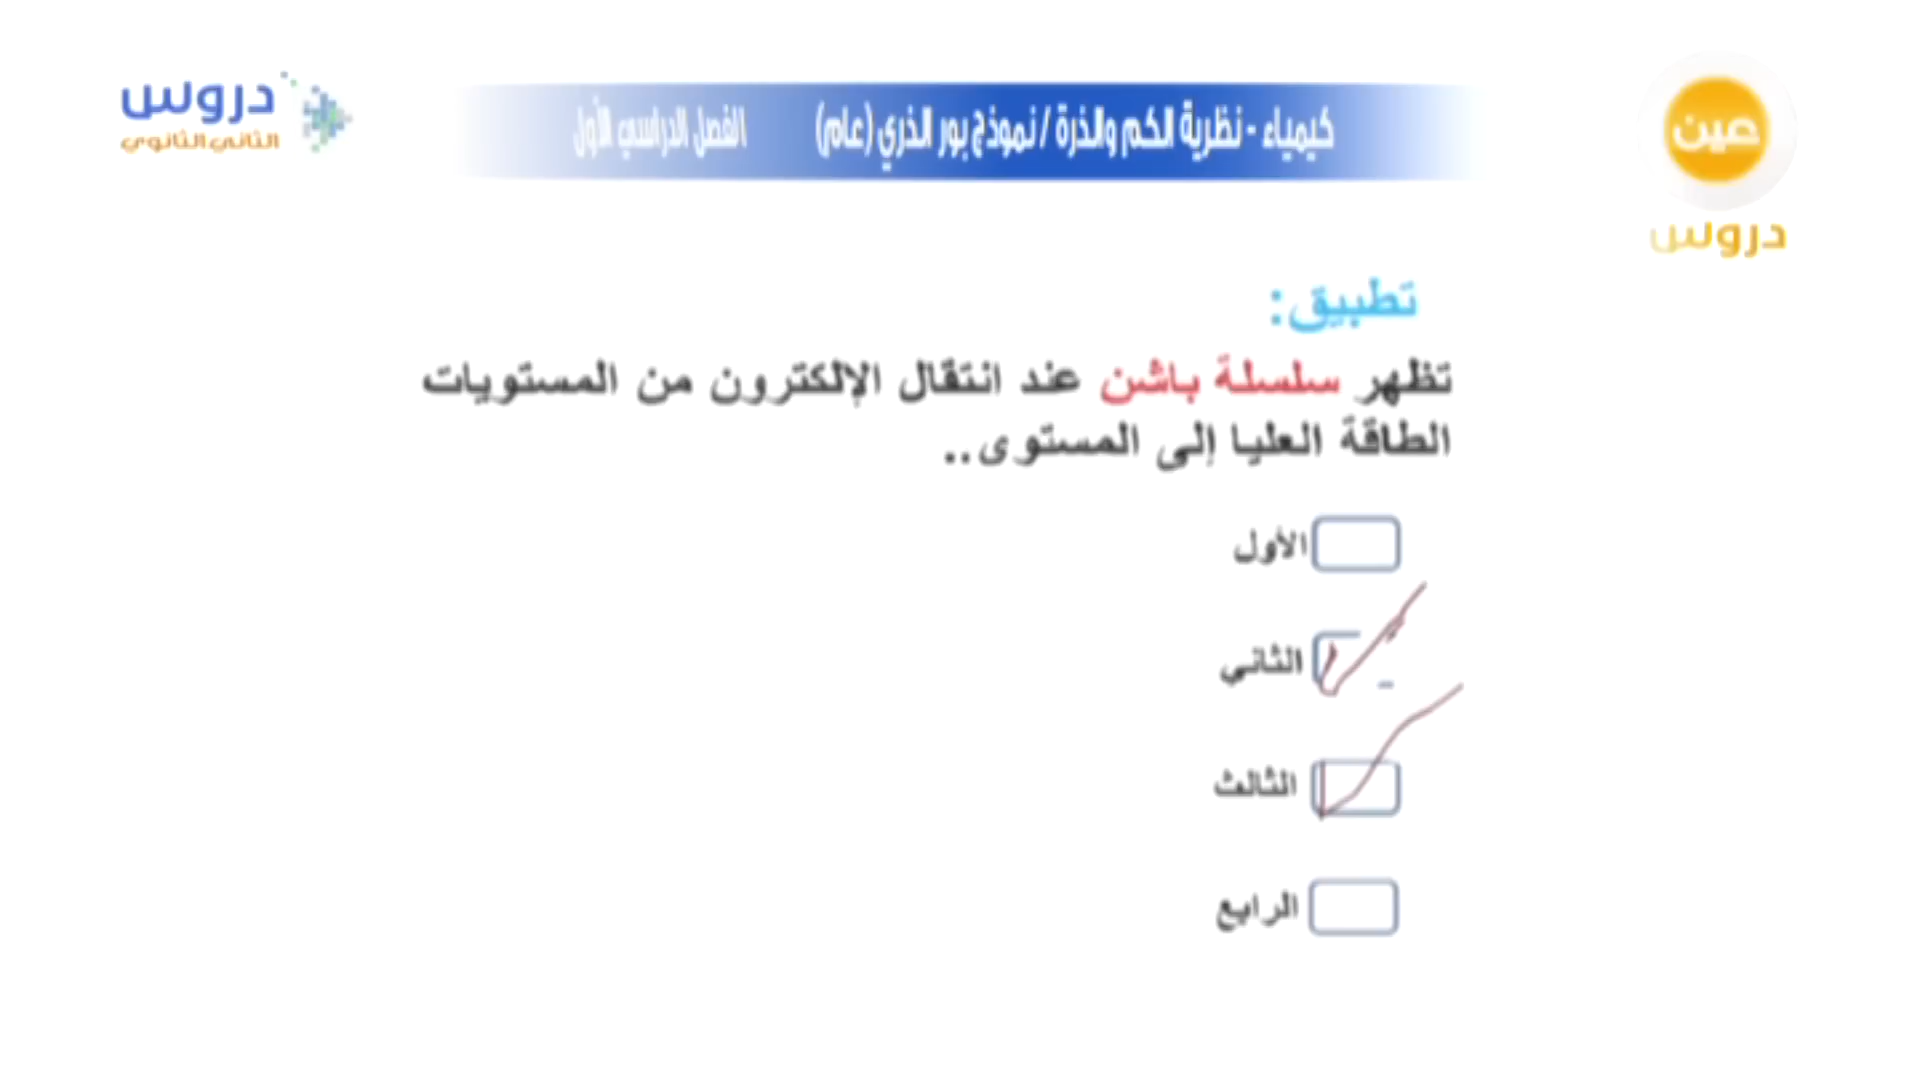 دروس
الثاني الثانوي
كيمياء - نظرية الكم والذرة / نموذج بور الذري (عام) الفصل الدراسي الأول
عين
دروس
تطبيق:
تظهر سلسلة باشن عند انتقال الإلكترون من المستويات
الطاقة العليا إلى المستوى..
الأول
الثاني
الثالث
الرابع